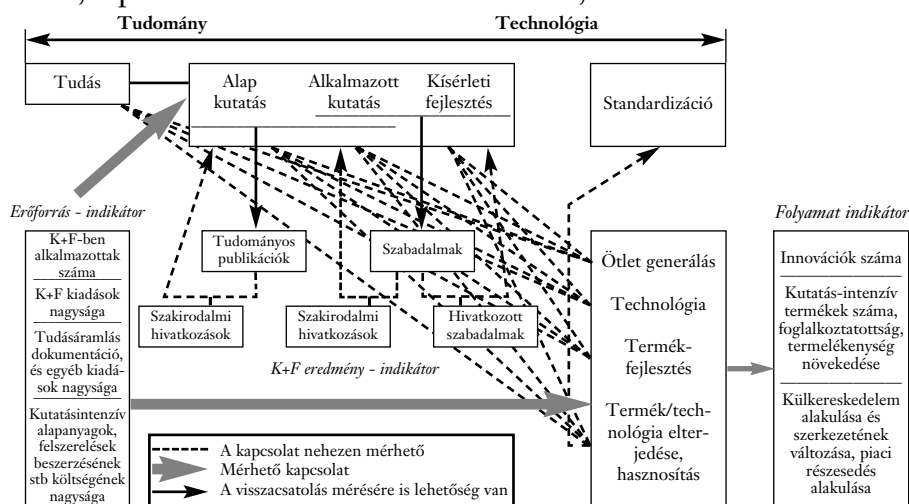 Tudomány
Technológia
Tudás
Alap
kutatás
Alkalmazott
kutatás
Kísérleti
fejlesztés
Standardizáció
Erőforrás - indikátor
K+F-ben
alkalmazottak
száma
K+F kiadások
nagysága
Tudásáramlás
dokumentáció,
és egyéb kiadá-
sok nagysága
Kutatásintenzív
alapanyagok,
felszerelések
beszerzésének
stb költségének
nagysága
Tudományos
publikációk
Szabadalmak
Szakirodalmi
hivatkozások
Szakirodalmi
hivatkozások
Hivatkozott
szabadalmak
K+F eredmény - indikátor
Ötlet generálás
Technológia
Termék-
fejlesztés
Termék/tech-
nológia elter-
jedése,
hasznosítás
Folyamat indikátor
Innovációk száma
Kutatás-intenzív
termékek száma,
foglalkoztatottság,
termelékenység
növekedése
Külkereskedelem
alakulása és
szerkezetének
változása, piaci
részesedés
alakulása
A kapcsolat nehezen mérhető
Mérhető kapcsolat
A visszacsatolás mérésére is lehetőség van